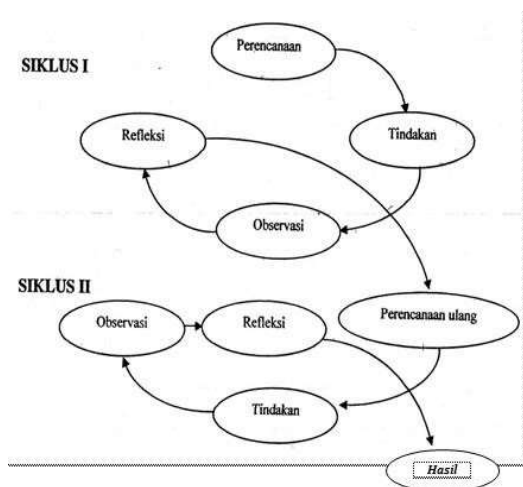 Perencanaan
SIKLUS I
Refleksi
Tindakan
Observasi
SIKLUS II
Perencanaan ulang
Observasi
Refleksi
Tindakan
Hasil